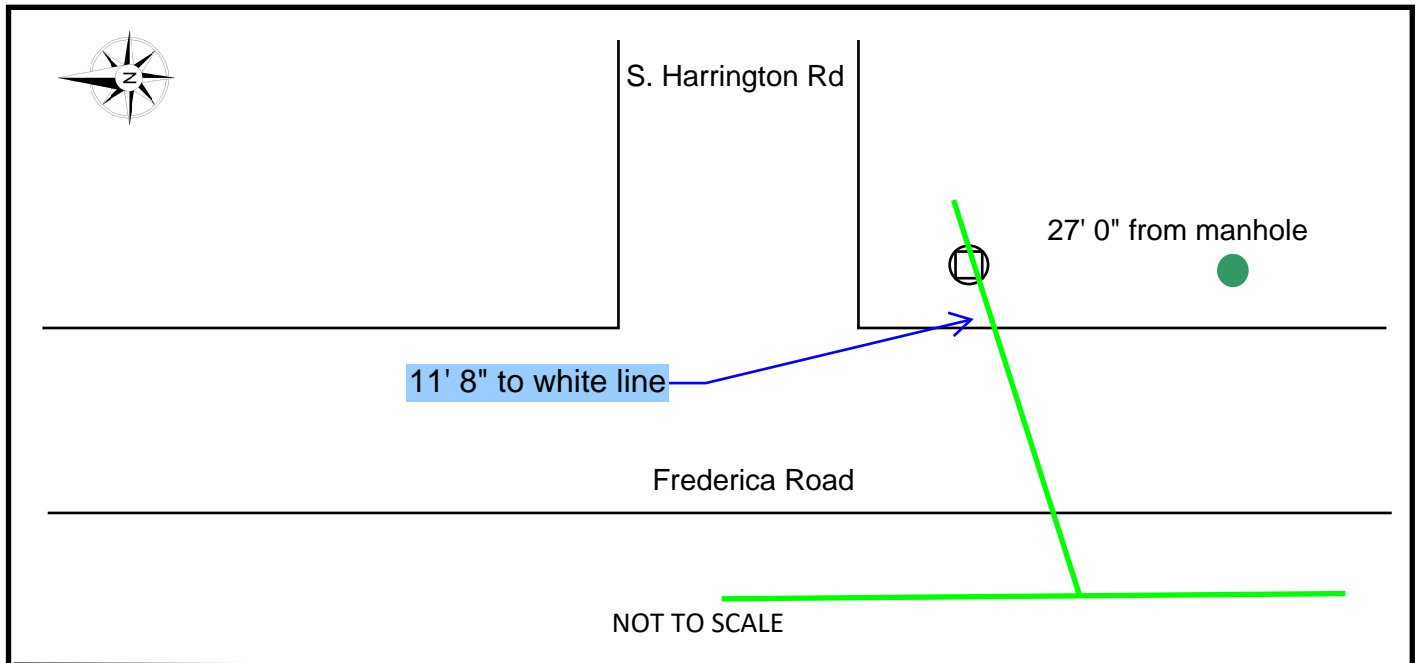 N
S. Harrington Rd
27' 0" from manhole
11' 8" to white line
Frederica Road
NOT TO SCALE